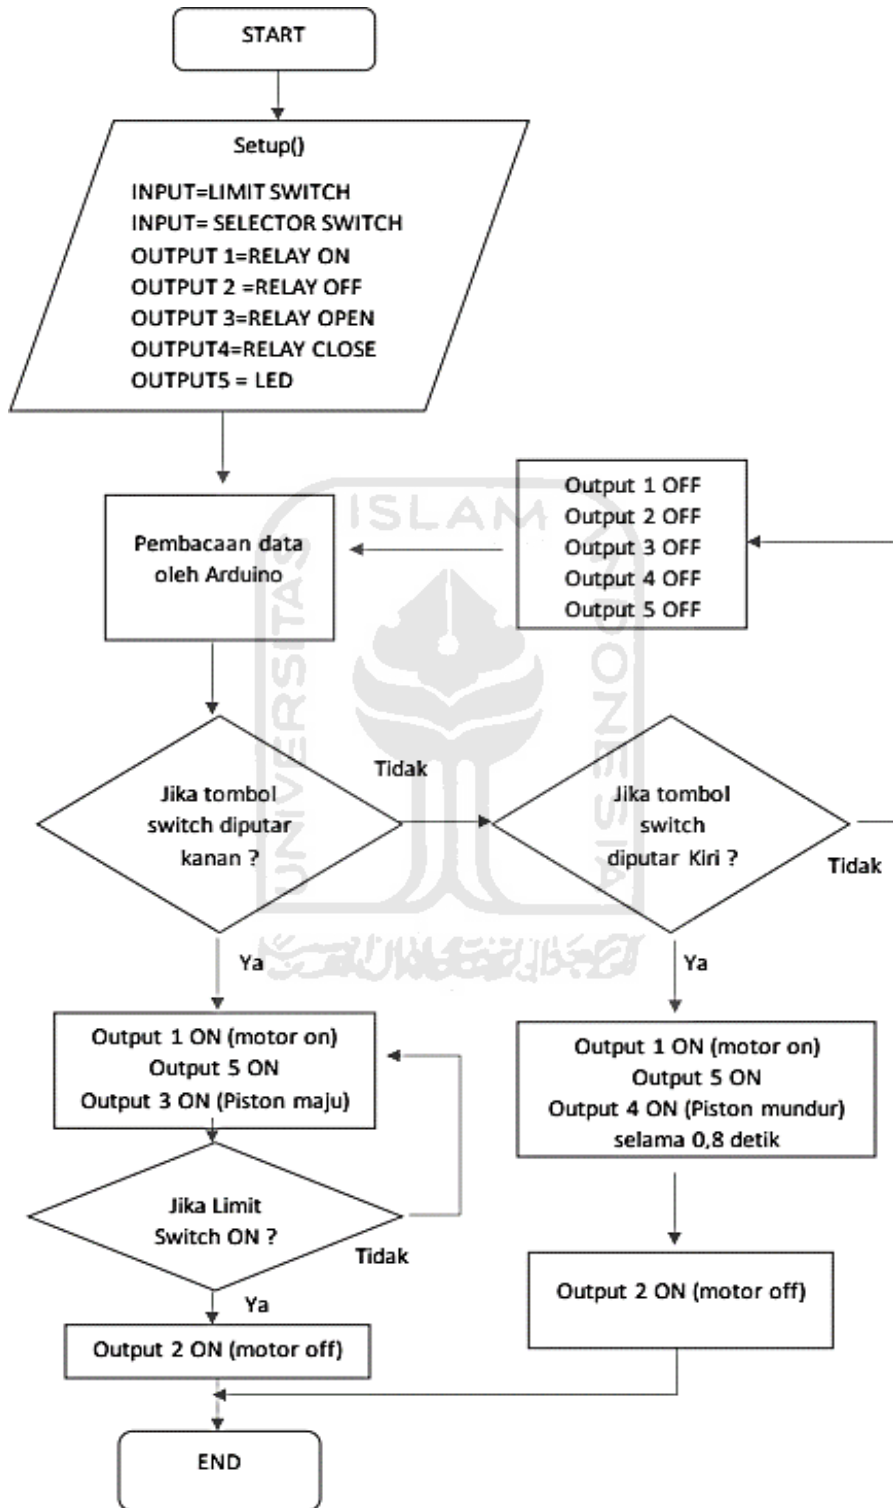 START
Setup()
INPUT=LIMIT SWITCH
INPUT= SELECTOR SWITCH
OUTPUT 1=RELAY ON
OUTPUT 2 =RELAY OFF
OUTPUT 3=RELAY OPEN
OUTPUT4=RELAY CLOSE
OUTPUT5 = LED
Pembacaan data
oleh Arduino
Output 1 OFF
Output 2 OFF
Output 3 OFF
Output 4 OFF
Output 5 OFF
Jika tombol
switch diputar
kanan ?
Tidak
Jika tombol
switch
diputar Kiri ?
Tidak
Ya
Ya
Output 1 ON (motor on)
Output 5 ON
Output 3 ON (Piston maju)
Output 1 ON (motor on)
Output 5 ON
Output 4 ON (Piston mundur)
selama 0,8 detik
Jika Limit
Switch ON ?
Tidak
Ya
Output 2 ON (motor off)
Output 2 ON (motor off)
END
UNIVERSITAS
ISLAM
INDONESIA